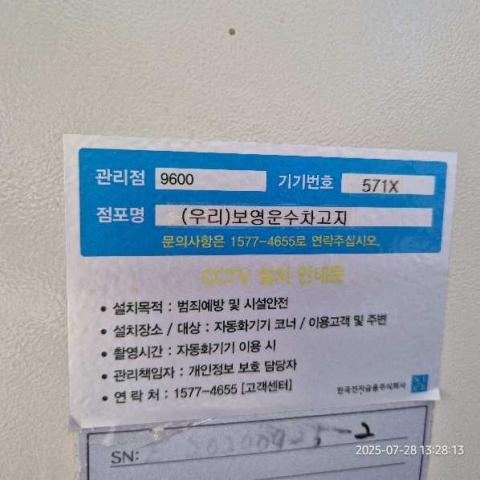 관리점 9600 기기번호 571X
점포명 (우리)보영운수차고지
문의사항은 1577-4655로 연락주십시오.
CCTV 설치 안내문
• 설치목적 : 범죄예방 및 시설안전
• 설치장소 / 대상 : 자동화기기 코너 / 이용고객 및 주변
• 촬영시간 : 자동화기기 이용 시
• 관리책임자 : 개인정보 보호 담당자
• 연 락 처 : 1577-4655 [고객센터]
한국전자금융주식회사
SN:
2025-07-28 13:28:13